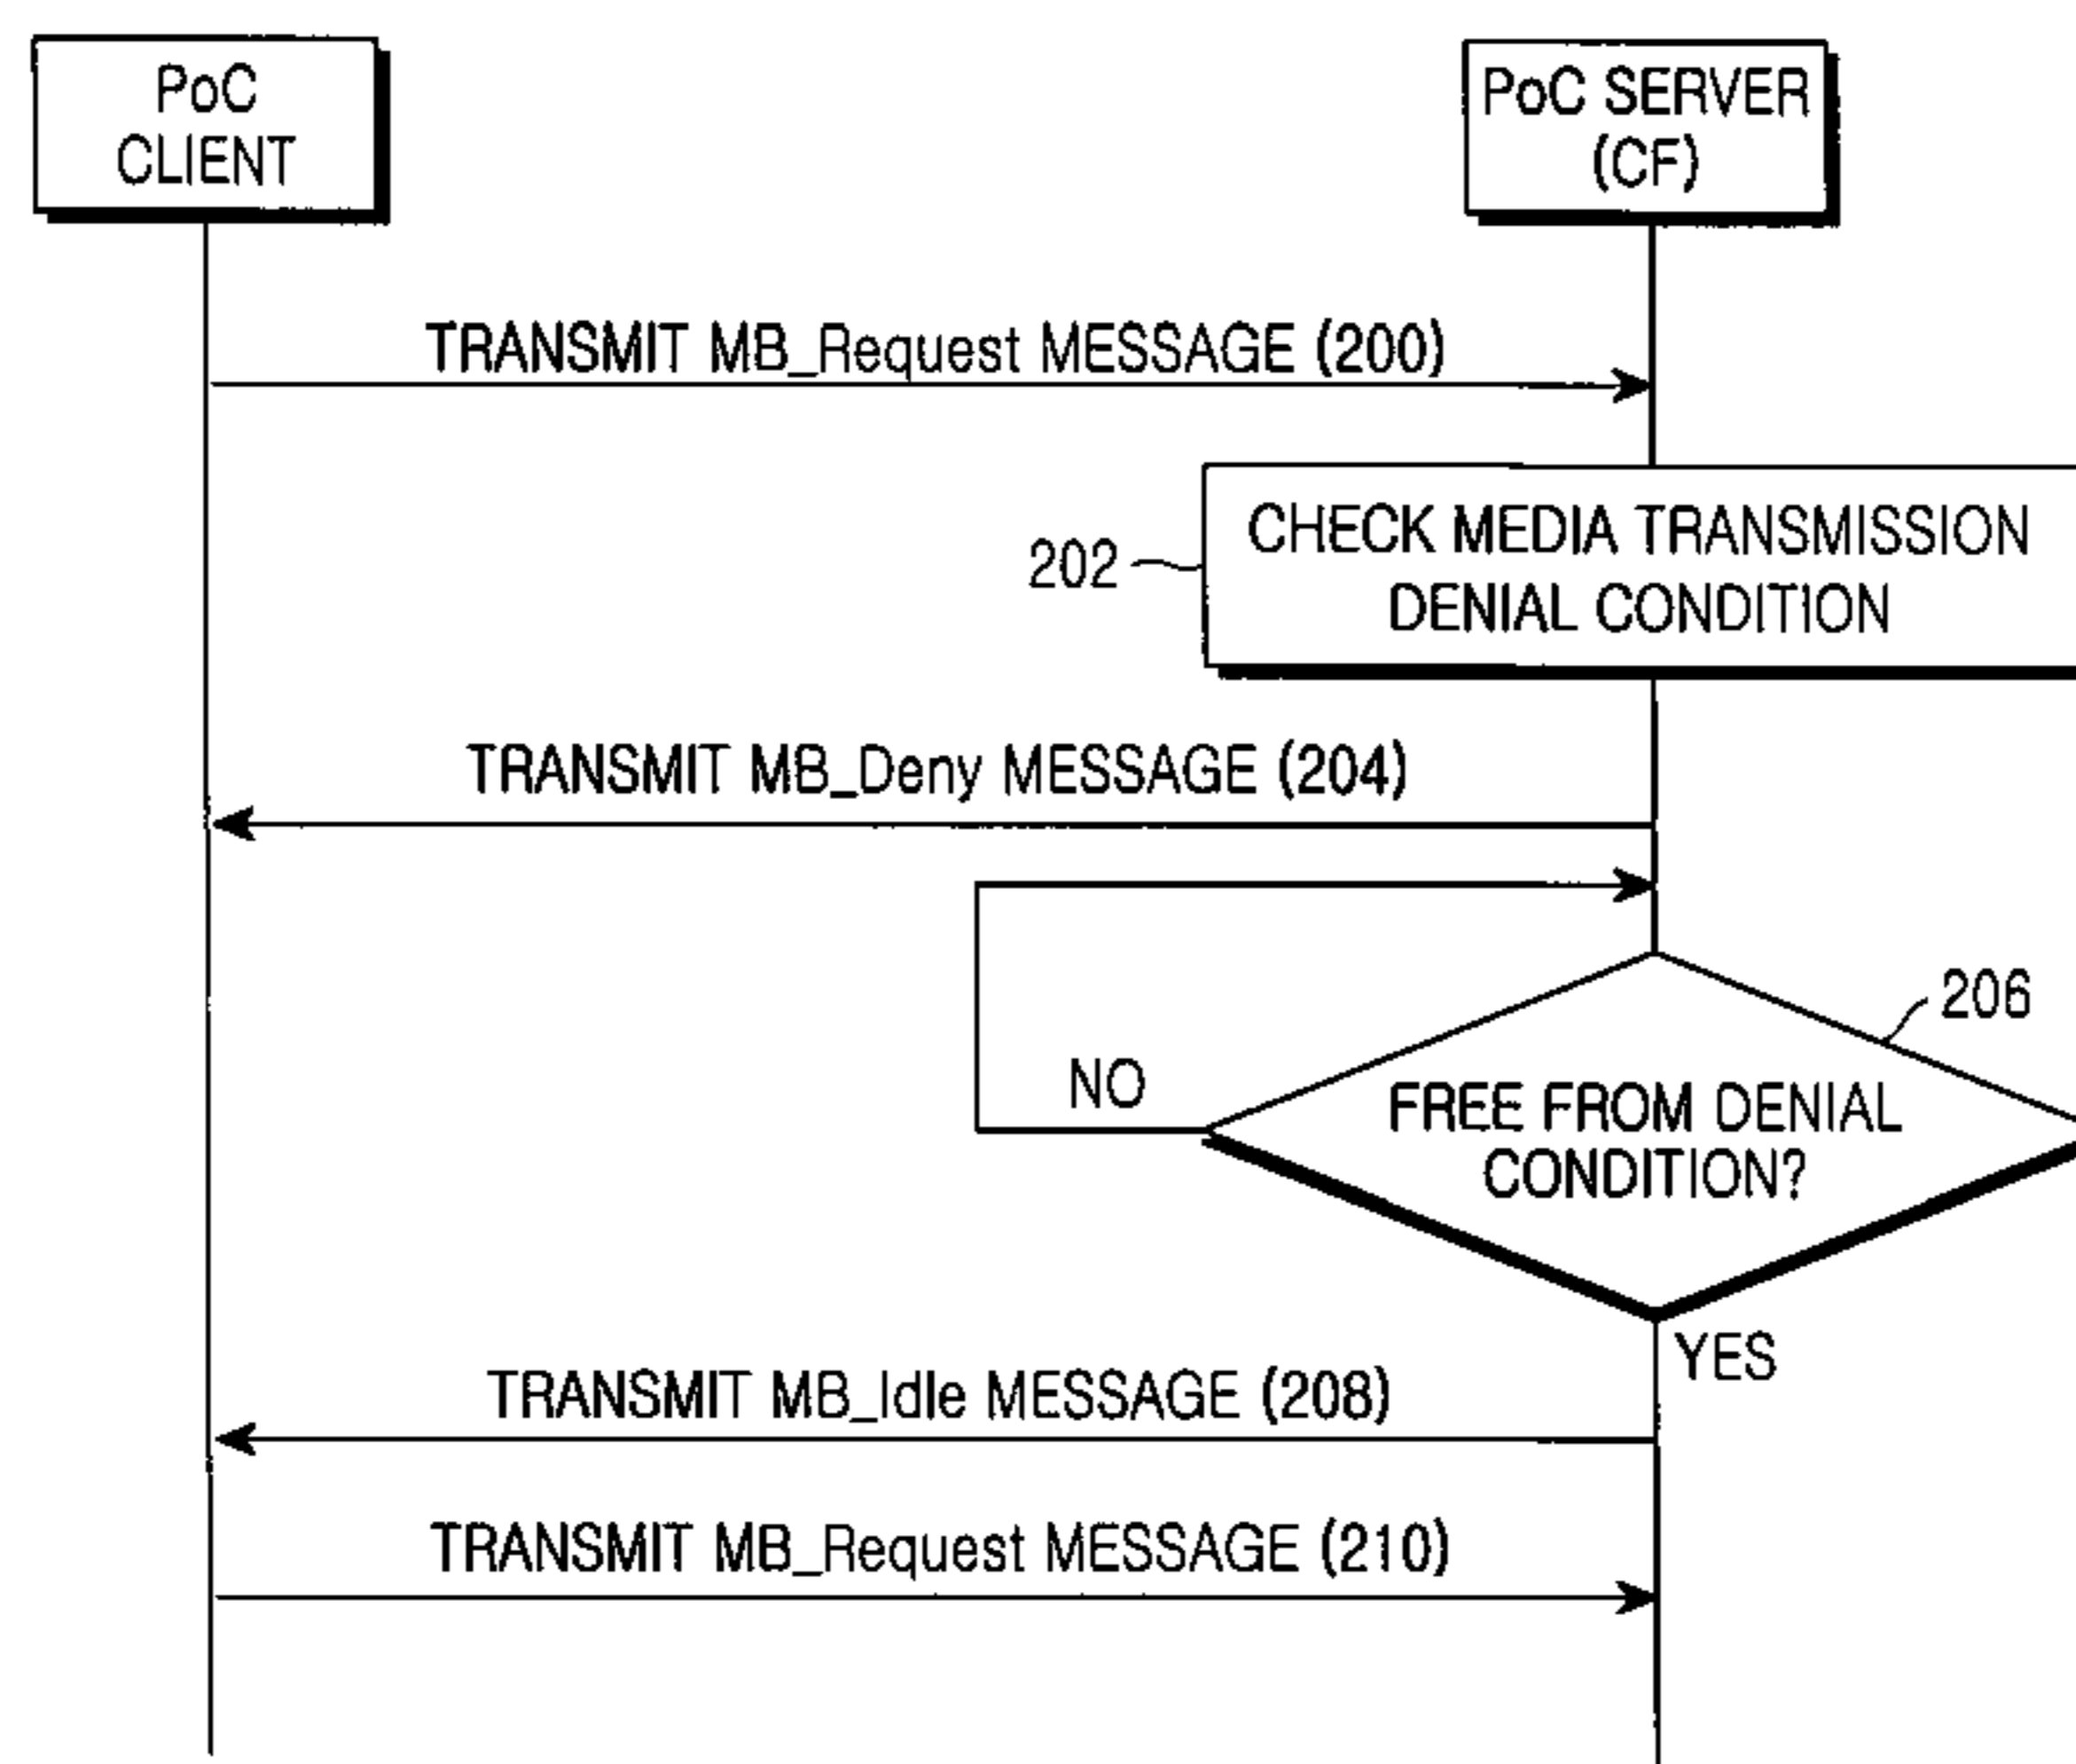 PoC
CLIENT
PoC SERVER
(CF)
TRANSMIT MB_Request MESSAGE (200)
CHECK MEDIA TRANSMISSION
DENIAL CONDITION
202
TRANSMIT MB_Deny MESSAGE (204)
206
NO
FREE FROM DENIAL
CONDITION?
YES
TRANSMIT MB_Idle MESSAGE (208)
TRANSMIT MB_Request MESSAGE (210)